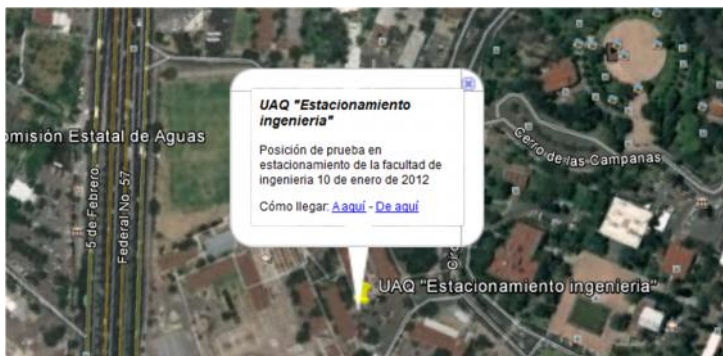 UAQ "Estacionamiento
ingenieria"
Posición de prueba en
estacionamiento de la facultad de
ingenieria 10 de enero de 2012
Cómo llegar: A aquí - De aquí
omisión Estatal de Aguas
5 de Febrero,
Federal No. 57
Cerro de las Campanas
UAQ "Estacionamiento ingenieria"